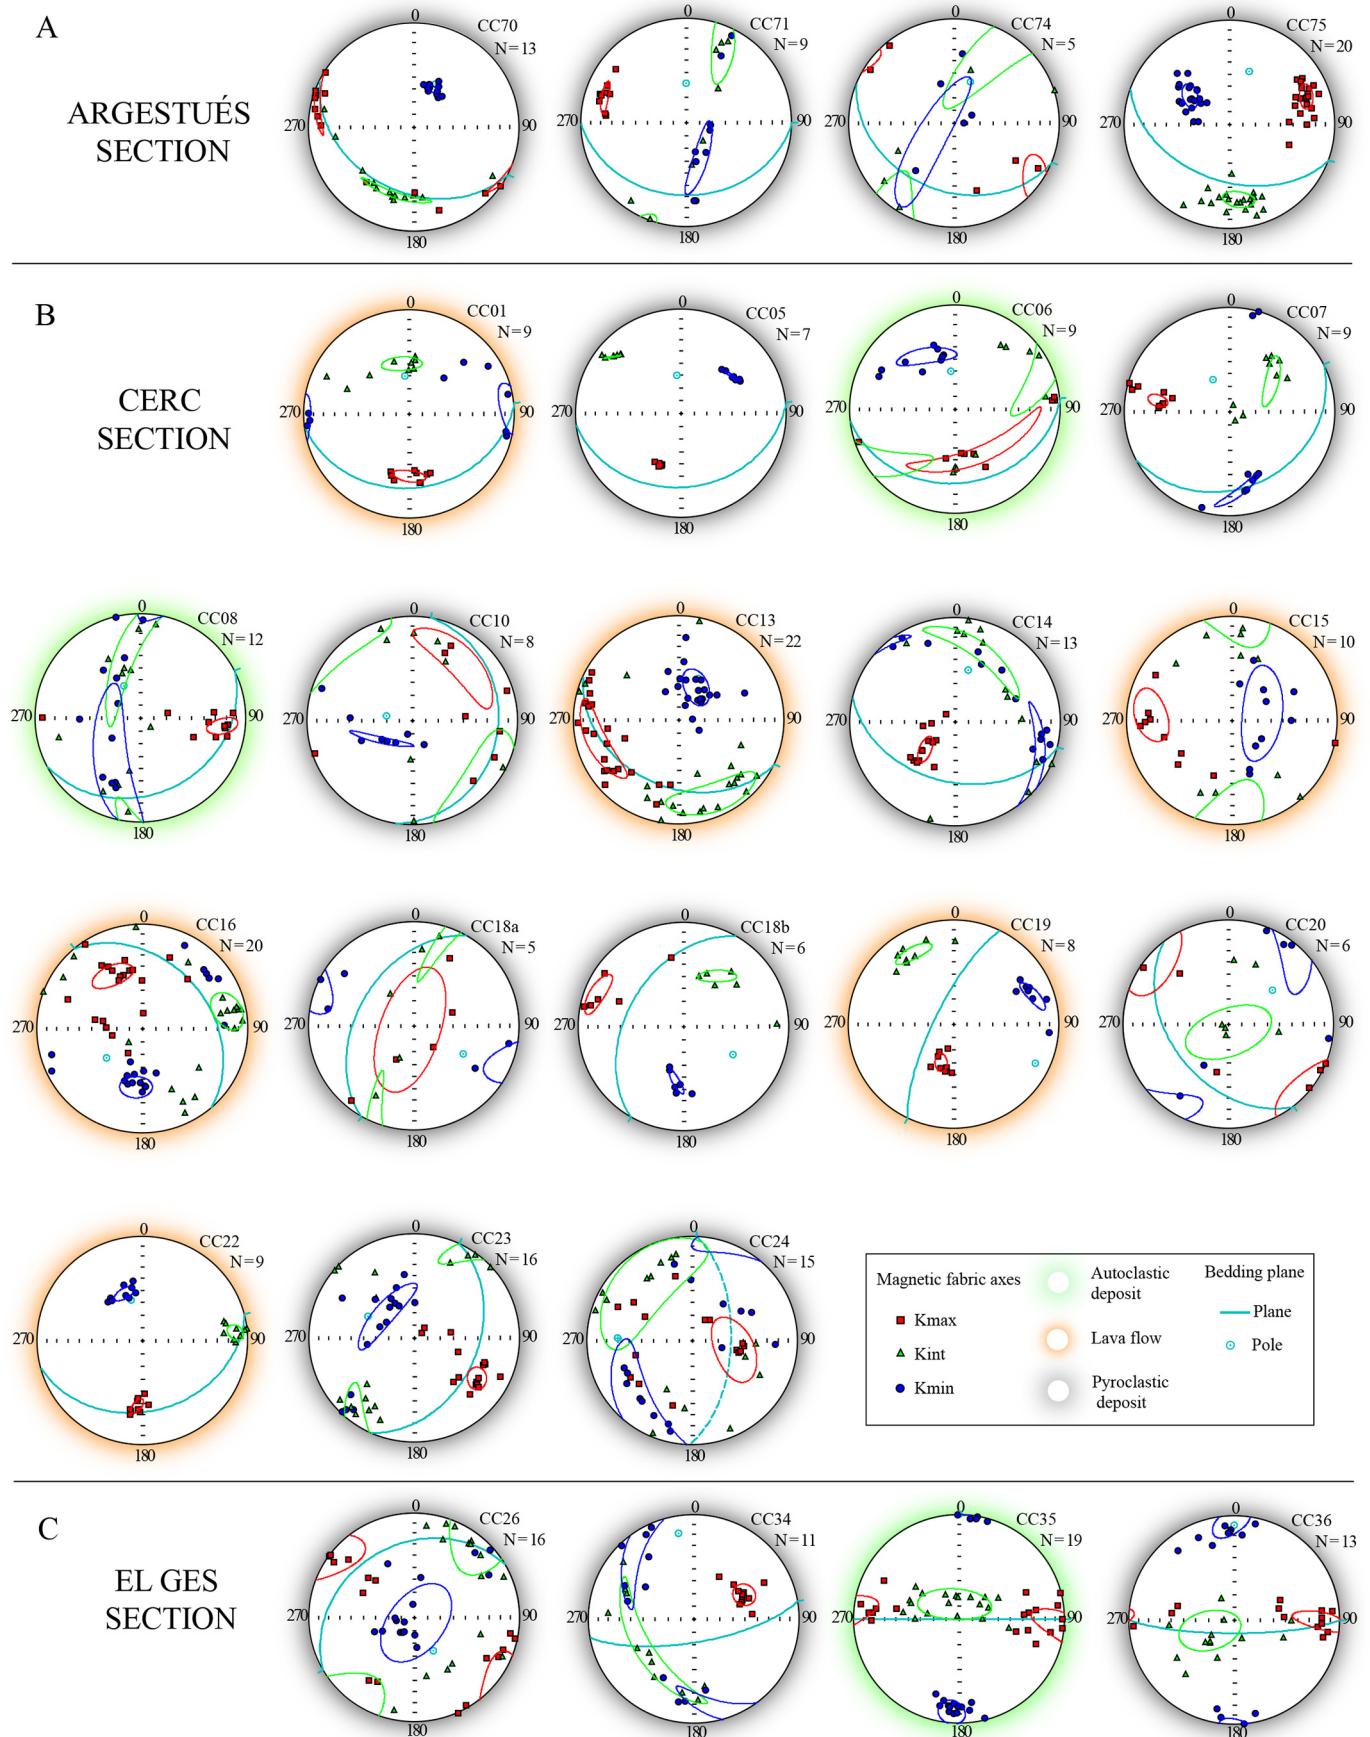 A
ARGESTUÉS
SECTION
0
CC70
N=13
270
90
180
0
CC71
N=9
270
90
180
0
CC74
N=5
270
90
180
0
CC75
N=20
270
90
180
B
CERC
SECTION
0
CC01
N=9
270
90
180
0
CC05
N=7
270
90
180
0
CC06
N=9
270
90
180
0
CC07
N=9
270
90
180
0
CC08
N=12
270
90
180
0
CC10
N=8
270
90
180
0
CC13
N=22
270
90
180
0
CC14
N=13
270
90
180
0
CC15
N=10
270
90
180
0
CC16
N=20
270
90
180
0
CC18a
N=5
270
90
180
0
CC18b
N=6
270
90
180
0
CC19
N=8
270
90
180
0
CC20
N=6
270
90
180
0
CC22
N=9
270
90
180
0
CC23
N=16
270
90
180
0
CC24
N=15
270
90
180
Magnetic fabric axes
Kmax
Kint
Kmin
Autoclastic
deposit
Lava flow
Pyroclastic
deposit
Bedding plane
Plane
Pole
C
EL GES
SECTION
0
CC26
N=16
270
90
180
0
CC34
N=11
270
90
180
0
CC35
N=19
270
90
180
0
CC36
N=13
270
90
180